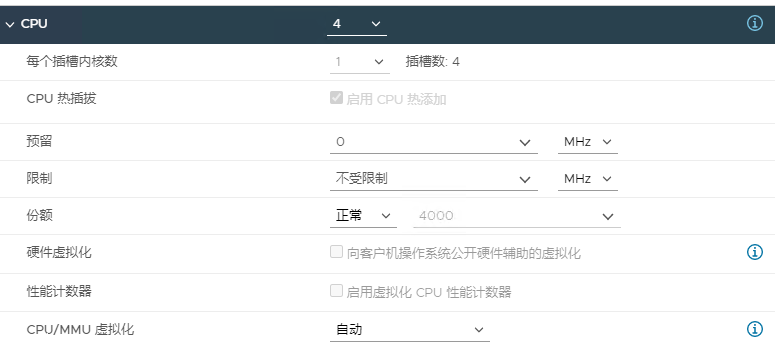 CPU 4
每个插槽内核数 1 插槽数: 4
CPU 热插拔 启用 CPU 热添加
预留 0 MHz
限制 不受限制 MHz
份额 正常 4000
硬件虚拟化 向客户机操作系统公开硬件辅助的虚拟化
性能计数器 启用虚拟化 CPU 性能计数器
CPU/MMU 虚拟化 自动